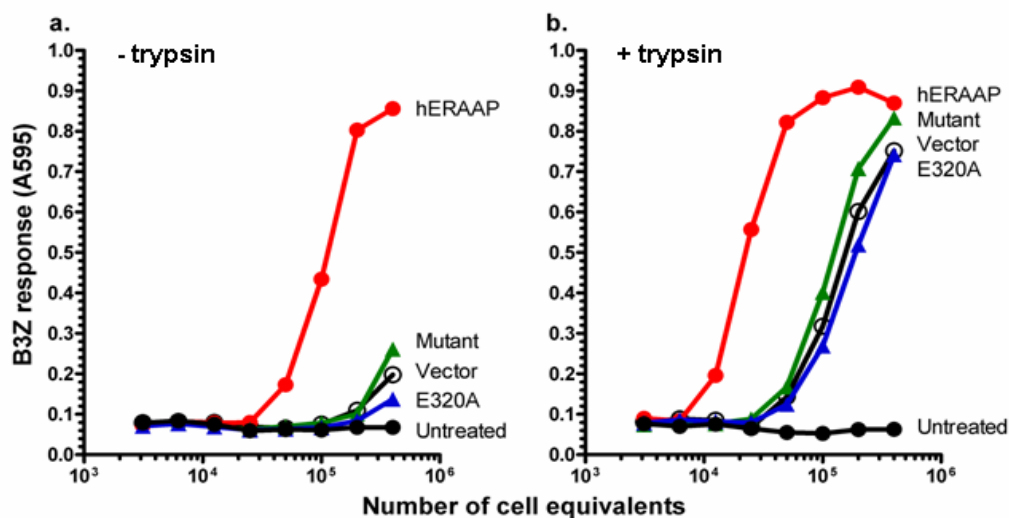 a.
- trypsin
B3Z response (A595)
1.0
0.9
0.8
0.7
0.6
0.5
0.4
0.3
0.2
0.1
0.0
10³
10⁴
10⁵
10⁶
hERAAP
Mutant
Vector
E320A
Untreated
b.
+ trypsin
1.0
0.9
0.8
0.7
0.6
0.5
0.4
0.3
0.2
0.1
0.0
10³
10⁴
10⁵
10⁶
hERAAP
Mutant
Vector
E320A
Untreated
Number of cell equivalents